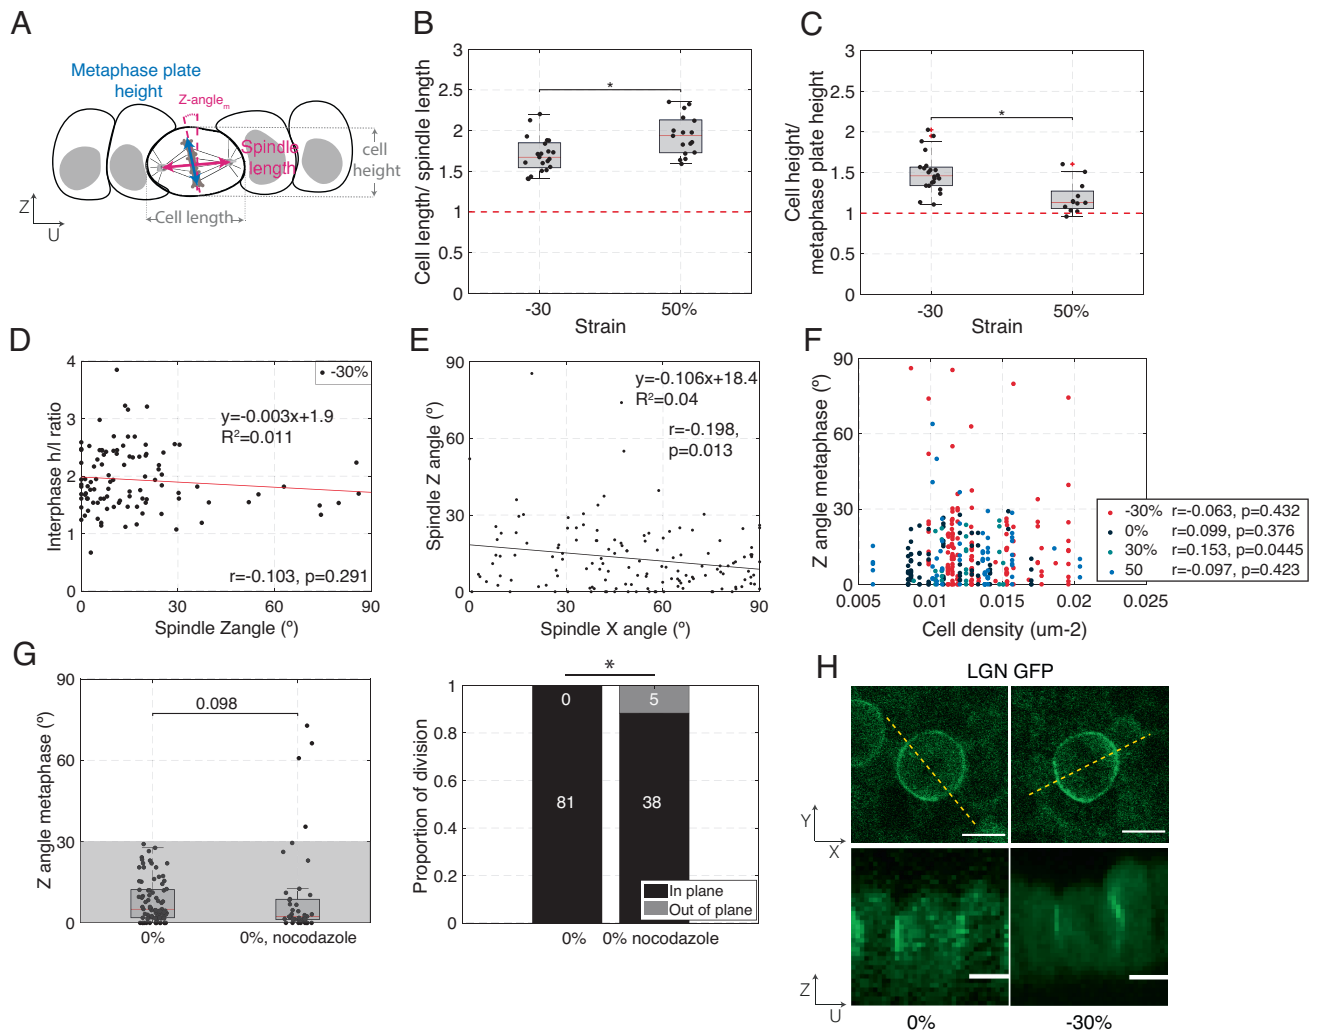 A
Metaphase plate
height
Z-anglem
Spindle
length
cell
height
Cell length
Z
U
B
Cell length/ spindle length
3
2.5
2
1.5
1
0.5
0
*
-30
50%
Strain
C
Cell height/
metaphase plate height
3
2.5
2
1.5
1
0.5
0
*
-30
50%
Strain
D
Interphase h/l ratio
4
3
2
1
0
-30%
y=-0.003x+1.9
R²=0.011
r=-0.103, p=0.291
0
30
60
90
Spindle Zangle (º)
E
Spindle Z angle (º)
90
60
30
0
y=-0.106x+18.4
R²=0.04
r=-0.198,
p=0.013
0
30
60
90
Spindle X angle (º)
F
Z angle metaphase (º)
90
60
30
0
-30% r=-0.063, p=0.432
0% r=0.099, p=0.376
30% r=0.153, p=0.0445
50 r=-0.097, p=0.423
0.005
0.01
0.015
0.02
0.025
Cell density (um-2)
G
Z angle metaphase (º)
90
60
30
0
0.098
0%
0%, nocodazole
Proportion of division
1
0.8
0.6
0.4
0.2
0
*
0
5
81
38
In plane
Out of plane
0%
0% nocodazole
H
LGN GFP
Y
X
Z
U
0%
-30%